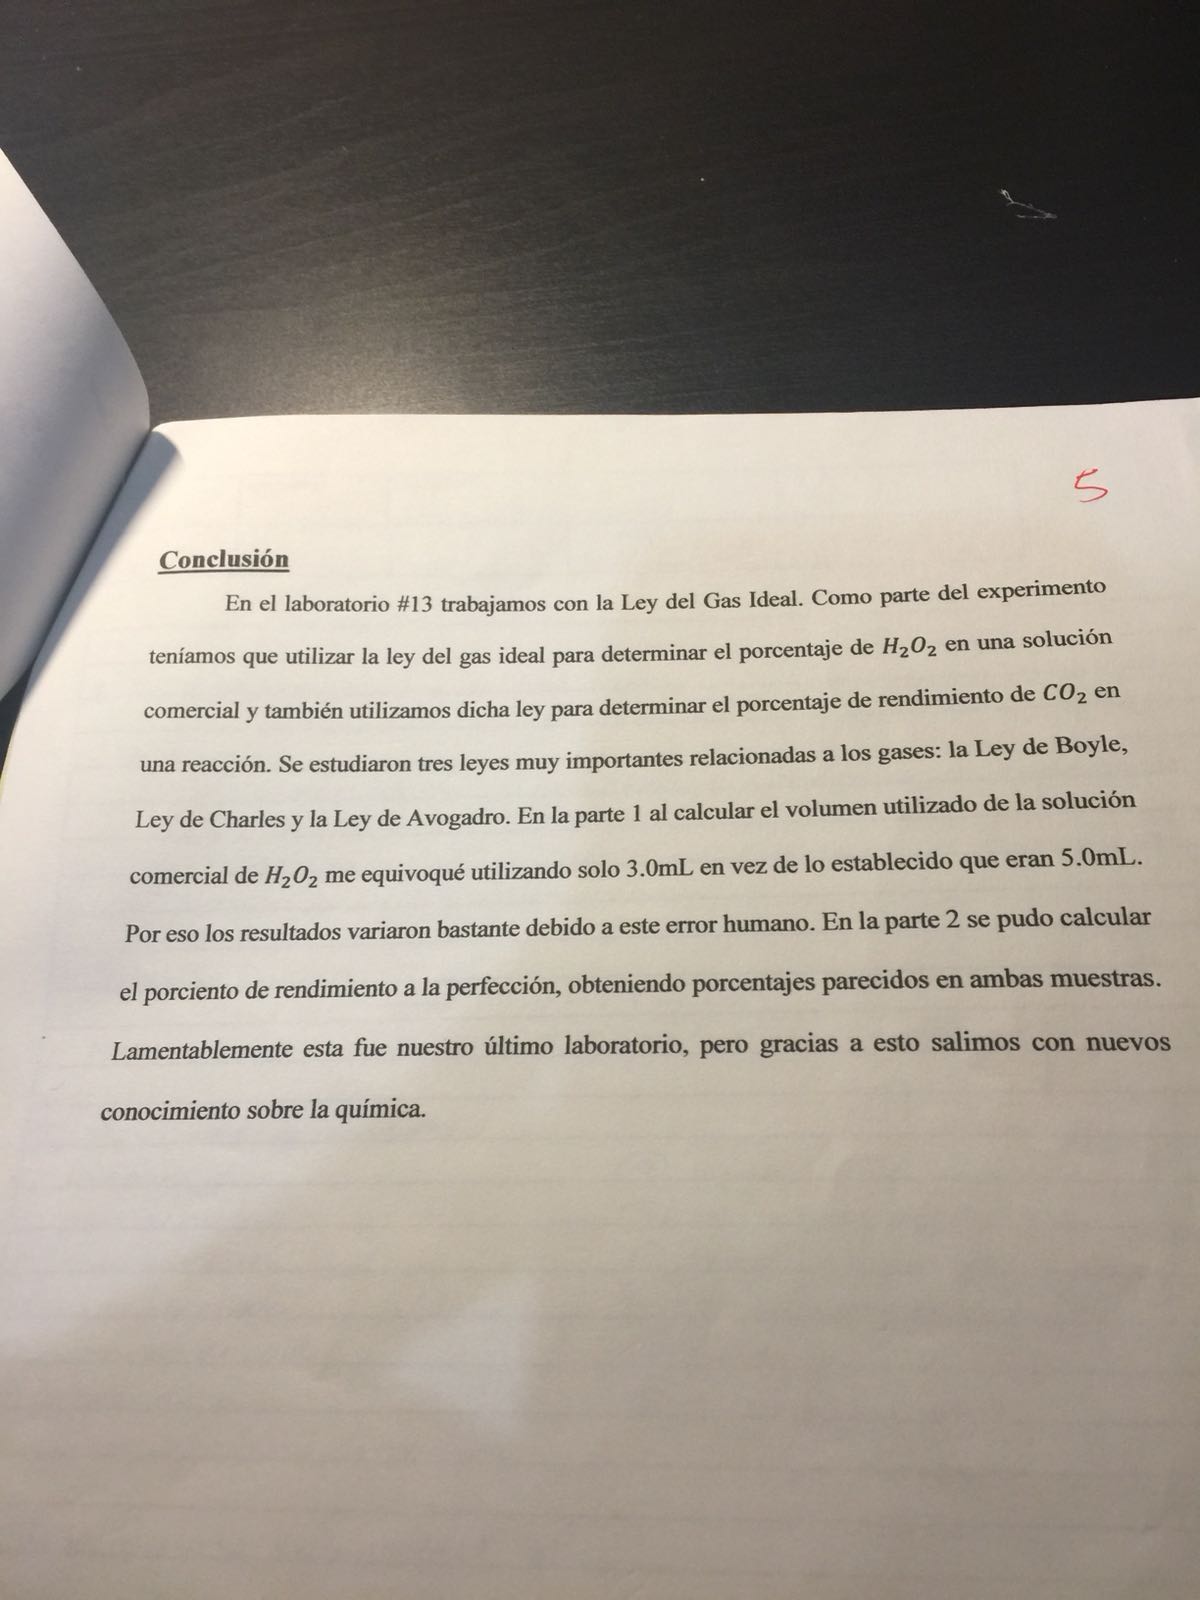 5
Conclusión
En el laboratorio #13 trabajamos con la Ley del Gas Ideal. Como parte del experimento
teníamos que utilizar la ley del gas ideal para determinar el porcentaje de H₂O₂ en una solución
comercial y también utilizamos dicha ley para determinar el porcentaje de rendimiento de CO₂ en
una reacción. Se estudiaron tres leyes muy importantes relacionadas a los gases: la Ley de Boyle,
Ley de Charles y la Ley de Avogadro. En la parte 1 al calcular el volumen utilizado de la solución
comercial de H₂O₂ me equivoqué utilizando solo 3.0mL en vez de lo establecido que eran 5.0mL.
Por eso los resultados variaron bastante debido a este error humano. En la parte 2 se pudo calcular
el porciento de rendimiento a la perfección, obteniendo porcentajes parecidos en ambas muestras.
Lamentablemente esta fue nuestro último laboratorio, pero gracias a esto salimos con nuevos
conocimiento sobre la química.